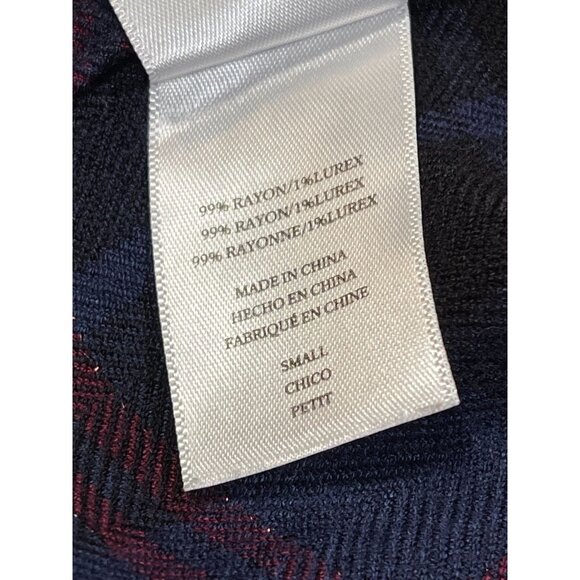 99% RAYON/1%LUREX
99% RAYON/1%LUREX
99% RAYONNE/1%LUREX
MADE IN CHINA
HECHO EN CHINA
FABRIQUÉ EN CHINE
SMALL
CHICO
PETIT